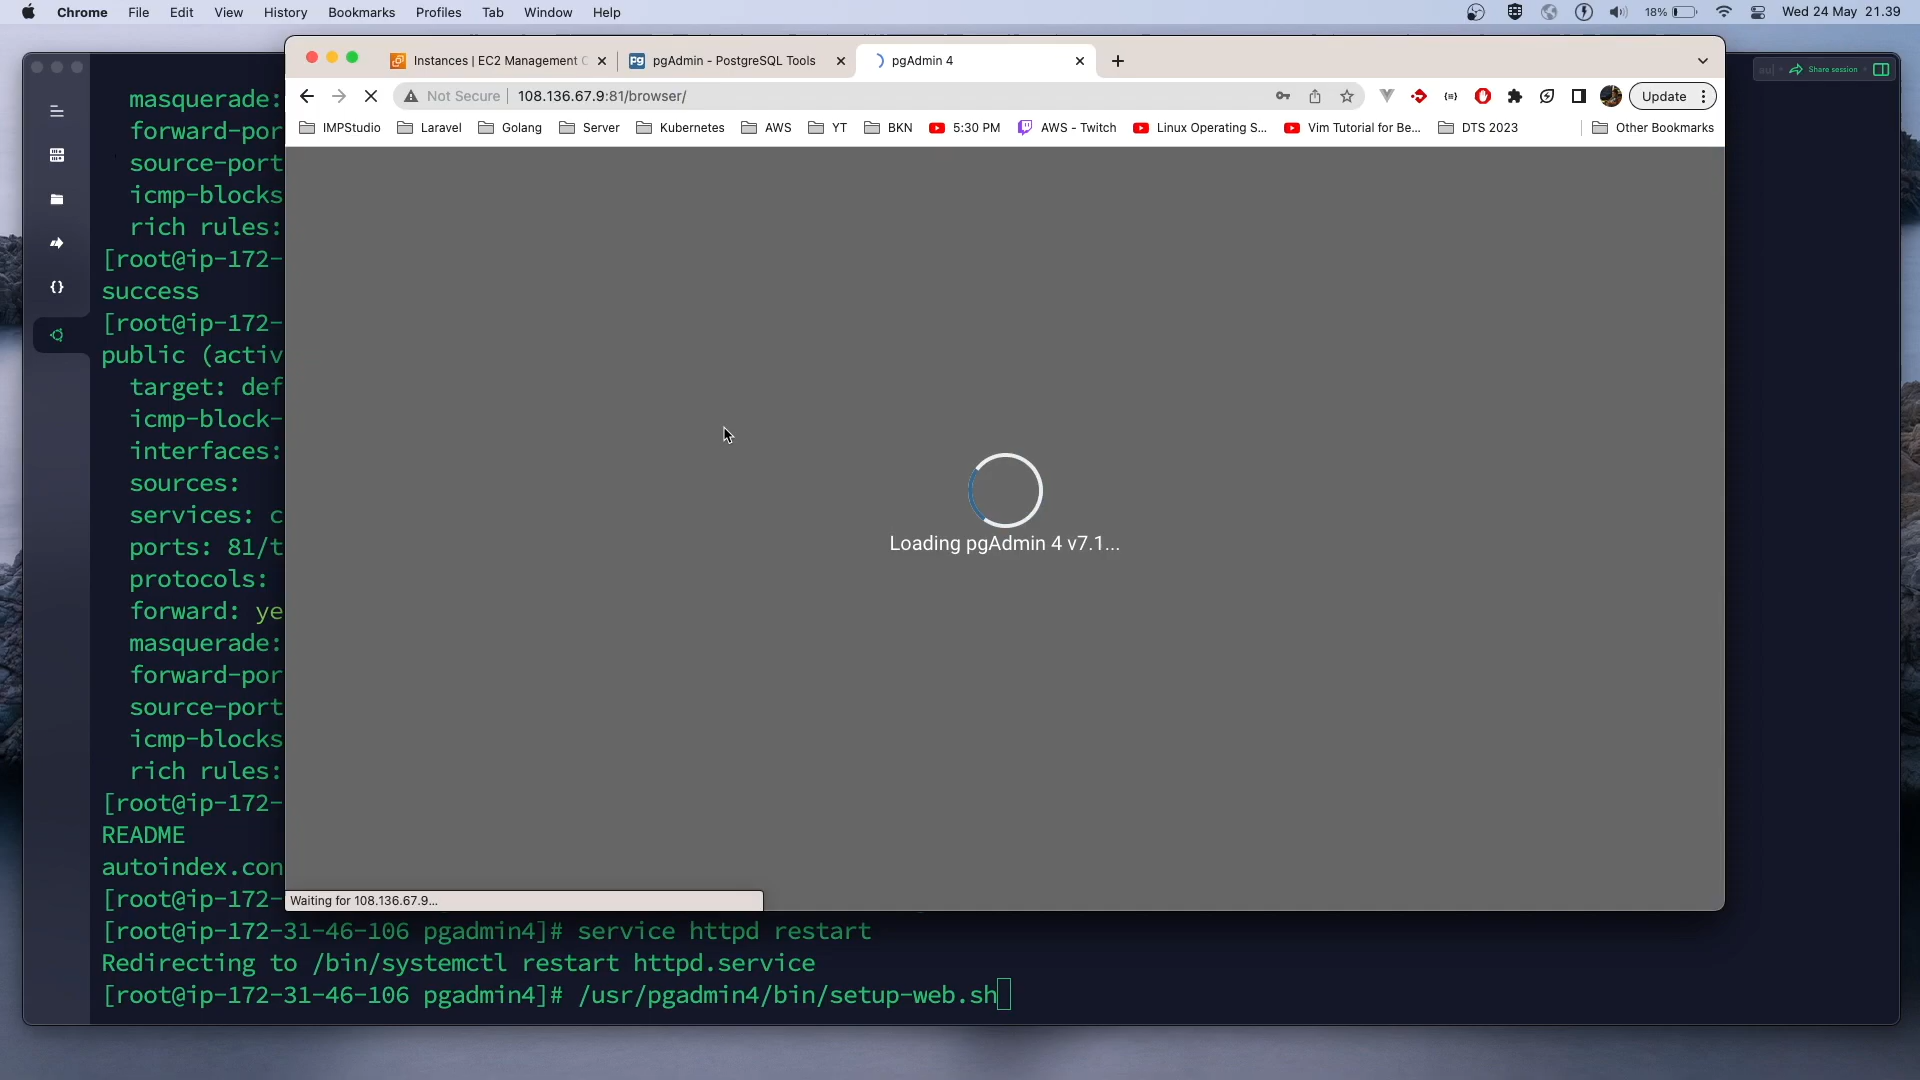 Chrome File Edit View History Bookmarks Profiles Tab Window Help 18% Wed 24 May 21.39
Instances | EC2 Management C pgAdmin - PostgreSQL Tools pgAdmin 4
Share session
Not Secure 108.136.67.9:81/browser/ Update
IMPStudio Laravel Golang Server Kubernetes AWS YT BKN 5:30 PM AWS - Twitch Linux Operating S... Vim Tutorial for Be... DTS 2023 Other Bookmarks
masquerade:
forward-por
source-port
icmp-blocks
rich rules:
[root@ip-172-
success
[root@ip-172-
public (activ
target: def
icmp-block-
interfaces:
sources:
services: c
ports: 81/t
protocols:
forward: ye
masquerade:
forward-por
source-port
icmp-blocks
rich rules:
[root@ip-172-
README
autoindex.con
[root@ip-172-
Loading pgAdmin 4 v7.1...
Waiting for 108.136.67.9...
[root@ip-172-31-46-106 pgadmin4]# service httpd restart
Redirecting to /bin/systemctl restart httpd.service
[root@ip-172-31-46-106 pgadmin4]# /usr/pgadmin4/bin/setup-web.sh